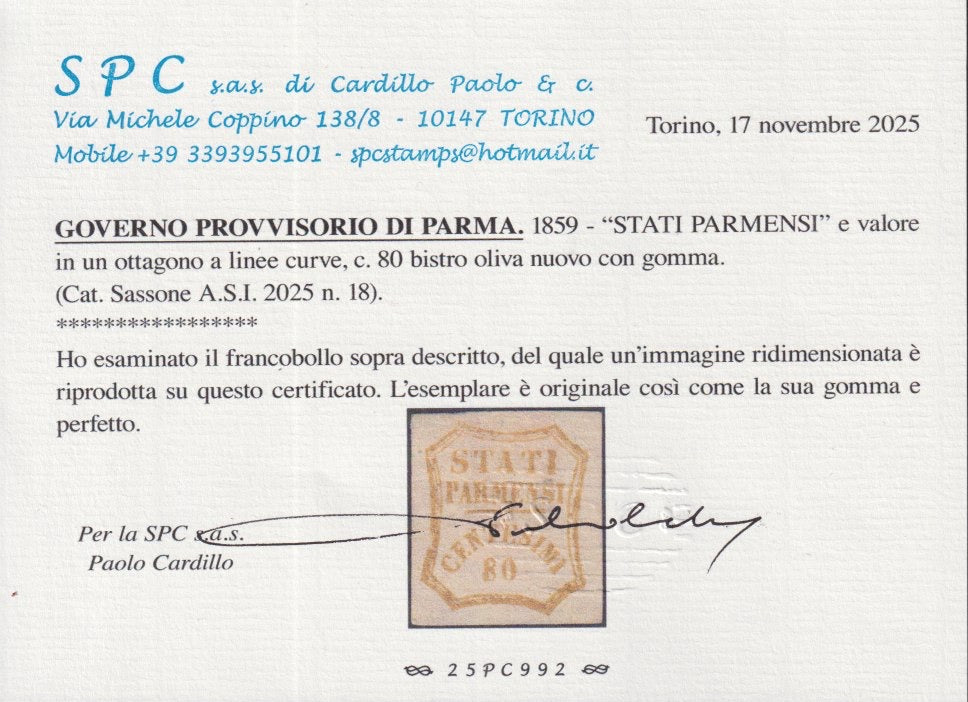 SPC s.a.s. di Cardillo Paolo & c.
Via Michele Coppino 138/8 - 10147 TORINO
Mobile +39 3393955101 - spcstamps@hotmail.it
Torino, 17 novembre 2025
GOVERNO PROVVISORIO DI PARMA. 1859 - “STATI PARMENSI” e valore
in un ottagono a linee curve, c. 80 bistro oliva nuovo con gomma.
(Cat. Sassone A.S.I. 2025 n. 18).
*****************
Ho esaminato il francobollo sopra descritto, del quale un’immagine ridimensionata è
riprodotta su questo certificato. L’esemplare è originale così come la sua gomma e
perfetto.
STATI
PARMENSI
CENTESIMI
80
Per la SPC s.a.s.
Paolo Cardillo
25PC992